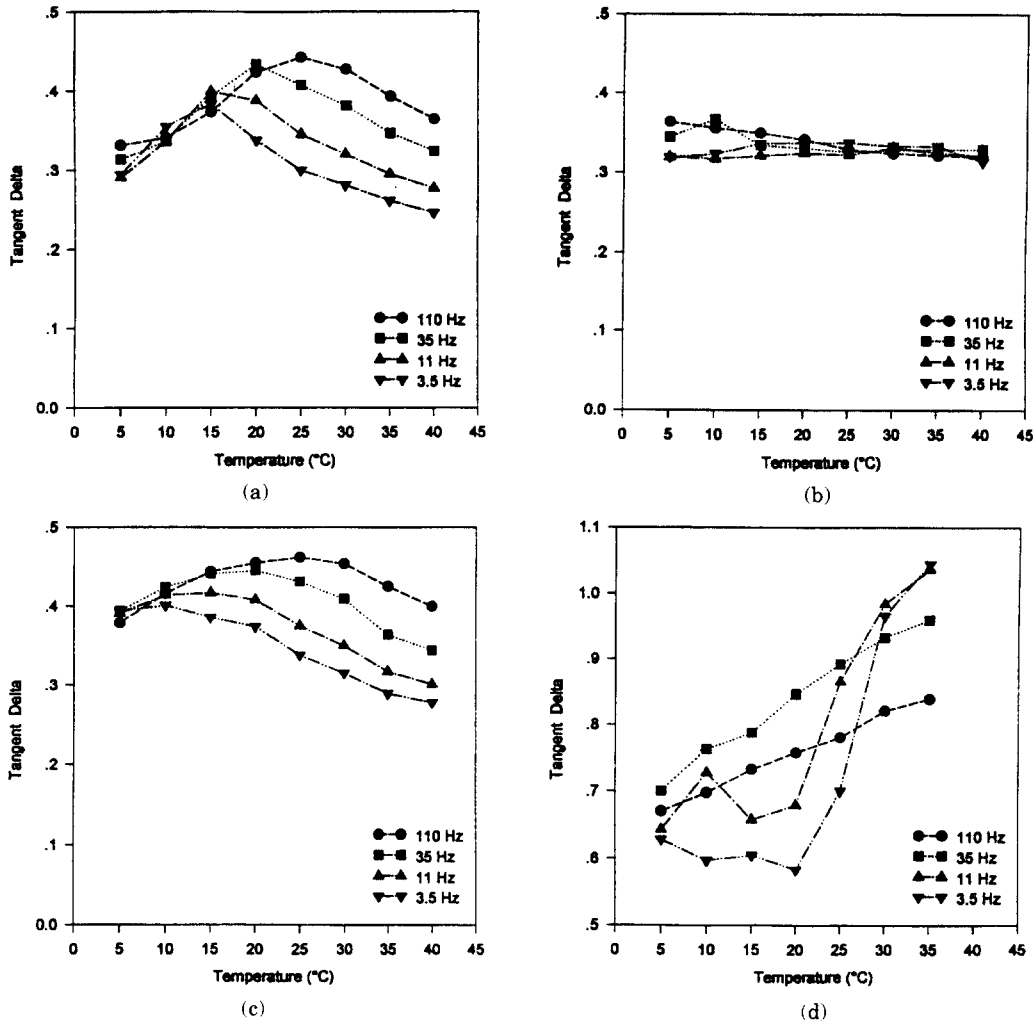 .5
.4
.3
.2
.1
0.0
Tangent Delta
110 Hz
35 Hz
11 Hz
3.5 Hz
0 5 10 15 20 25 30 35 40 45
Temperature (°C)
(a)
.5
.4
.3
.2
.1
0.0
Tangent Delta
110 Hz
35 Hz
11 Hz
3.5 Hz
0 5 10 15 20 25 30 35 40 45
Temperature (°C)
(b)
.5
.4
.3
.2
.1
0.0
Tangent Delta
110 Hz
35 Hz
11 Hz
3.5 Hz
0 5 10 15 20 25 30 35 40 45
Temperature (°C)
(c)
1.1
1.0
.9
.8
.7
.6
.5
Tangent Delta
110 Hz
35 Hz
11 Hz
3.5 Hz
0 5 10 15 20 25 30 35 40 45
Temperature (°C)
(d)